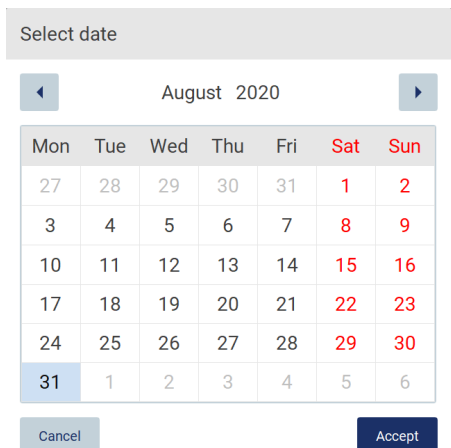 Select date
August 2020
Mon Tue Wed Thu Fri Sat Sun
27 28 29 30 31 1 2
3 4 5 6 7 8 9
10 11 12 13 14 15 16
17 18 19 20 21 22 23
24 25 26 27 28 29 30
31 1 2 3 4 5 6
Cancel Accept